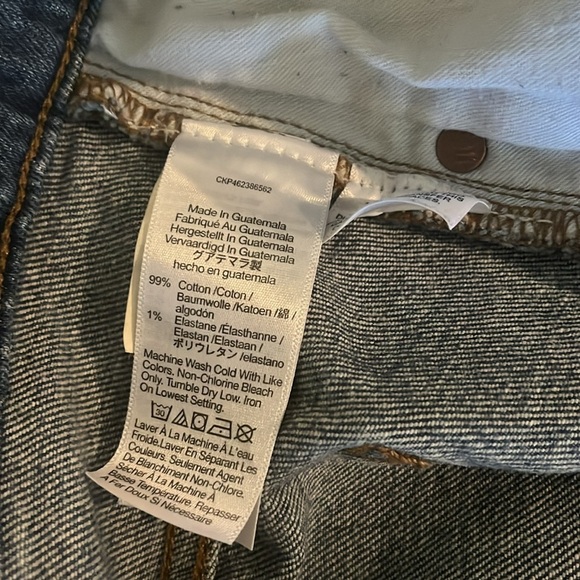 CKP462386562
Made In Guatemala
Fabriqué Au Guatemala
Hergestellt In Guatemala
Vervaardigd In Guatemala
グアテマラ製
hecho en guatemala
99% Cotton /Coton /
Baumwolle /Katoen /綿 /
algodón
1% Elastane /Élasthanne /
Elastan /Elastaan /
ポリウレタン /elastano
Machine Wash Cold With Like
Colors. Non-Chlorine Bleach
Only. Tumble Dry Low. Iron
On Lowest Setting.
30
Laver À La Machine À L'EAU
Froide.Laver En Séparant Les
Couleurs. Seulement Agent
De Blanchiment Non-Chlore.
Sécher À La Machine À
Basse Température. Repasser
A Fer Doux Si Nécessaire